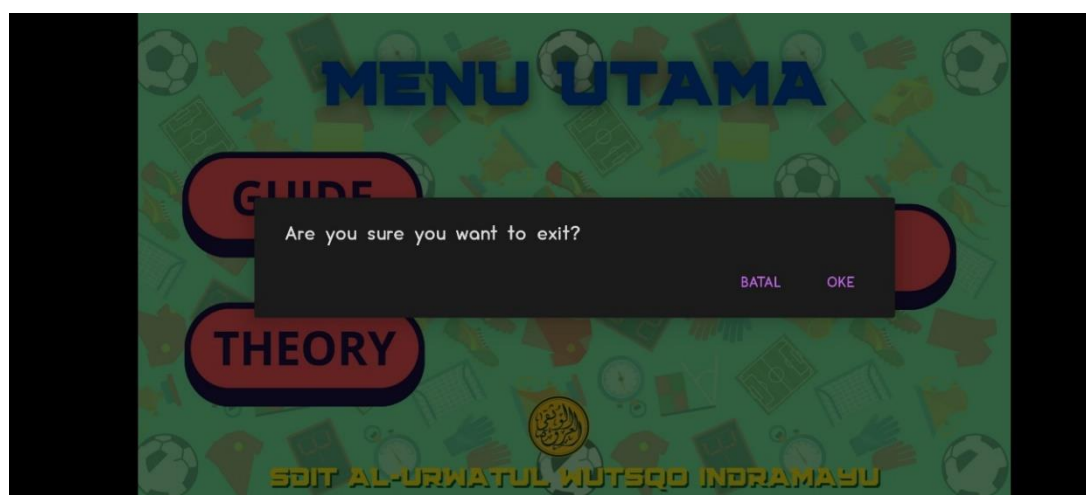 MENU UTAMA
GUIDE
Are you sure you want to exit?
BATAL OKE
THEORY
SDIT AL-URWATUL WUTSQO INDRAMAYU